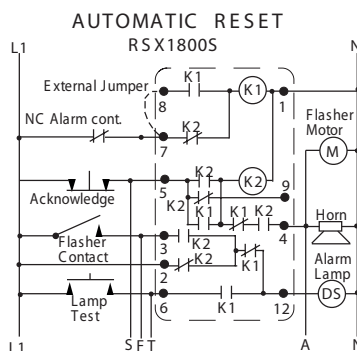 AUTOMATIC RESET
RSX1800S
L1
N
External Jumper
K1
K1
8
1
Flasher
Motor
NC Alarm cont.
K2
M
7
K2
K2
5
9
Acknowledge
K2
K1
K1
K2
Horn
4
3
K2
Flasher
Contact
K2
K1
2
Alarm
Lamp
Lamp
Test
K1
DS
6
12
L1
S
F
T
A
N